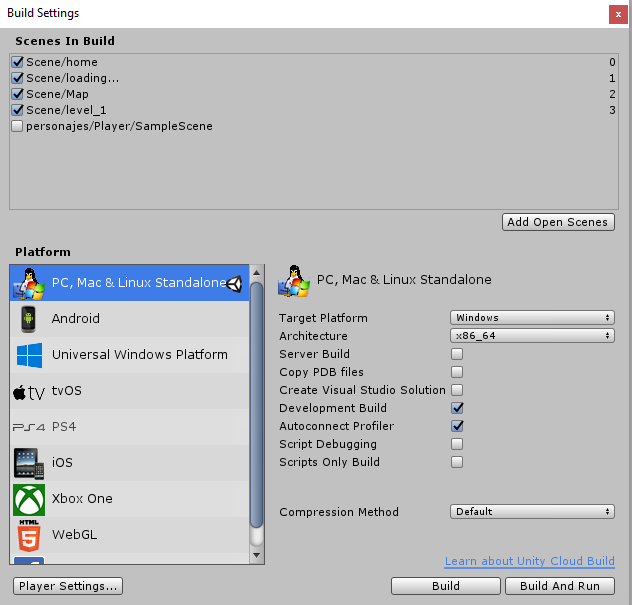 Build Settings
x
Scenes In Build
Scene/home 0
Scene/loading... 1
Scene/Map 2
Scene/level_1 3
personajes/Player/SampleScene
Add Open Scenes
Platform
PC, Mac & Linux Standalone
Android
Universal Windows Platform
tv
tvOS
PS4
PS4
iOS
Xbox One
HTML
5
WebGL
Player Settings...
PC, Mac & Linux Standalone
Target Platform Windows
Architecture x86_64
Server Build
Copy PDB files
Create Visual Studio Solution
Development Build
Autoconnect Profiler
Script Debugging
Scripts Only Build
Compression Method Default
Learn about Unity Cloud Build
Build
Build And Run